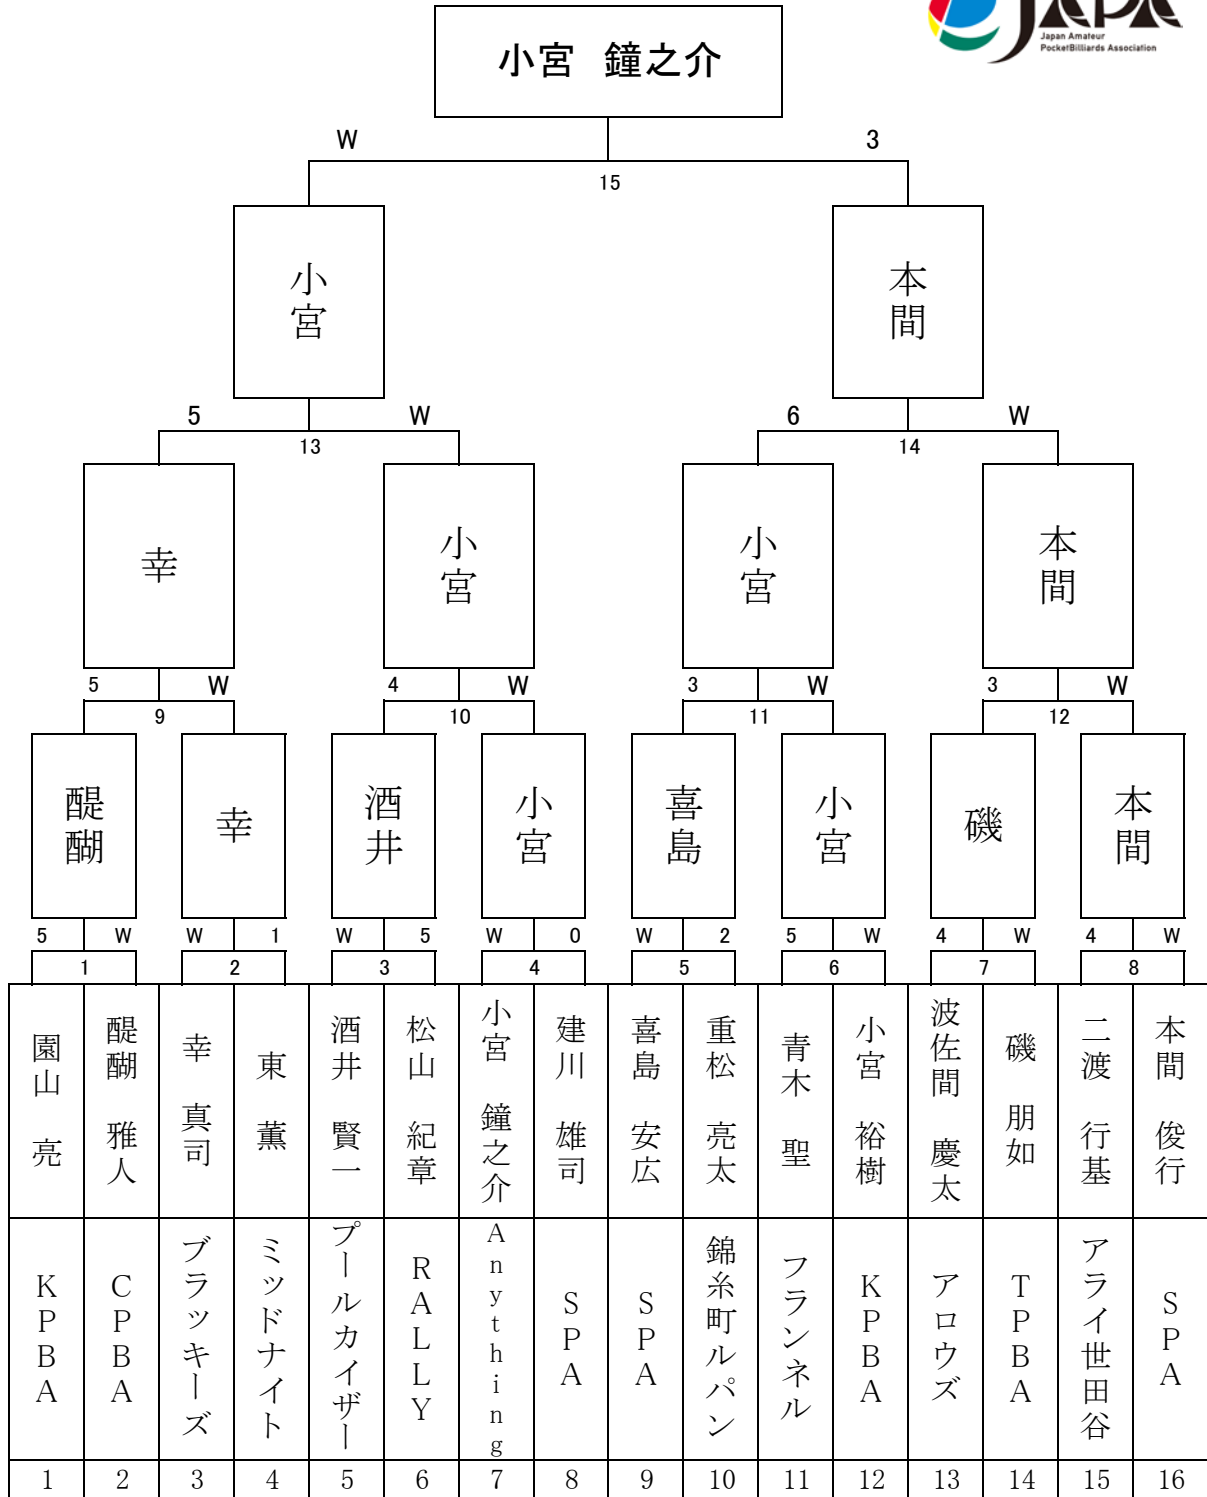 JAPA
Japan Amateur
PocketBilliards Association
小宮 鐘之介
W 3
15
小宮 本間
5 W 6 W
13 14
幸 小宮 小宮 本間
5 W 4 W 3 W 3 W
9 10 11 12
醍醐 幸 酒井 小宮 喜島 小宮 磯 本間
5 W W 1 W 5 W 0 W 2 5 W 4 W 4 W
1 2 3 4 5 6 7 8
園山 亮
醍醐 雅人
幸 真司
東 薫
酒井 賢一
松山 紀章
小宮 鐘之介
建川 雄司
喜島 安広
重松 亮太
青木 聖
小宮 裕樹
波佐間 慶太
磯 朋如
二渡 行基
本間 俊行
KPBA
CPBA
ブラッキーズ
ミッドナイト
プールカイザー
RALLY
Anything
SPA
SPA
錦糸町ルパン
フランネル
KPBA
アロウズ
TPBA
アライ世田谷
SPA
1 2 3 4 5 6 7 8 9 10 11 12 13 14 15 16